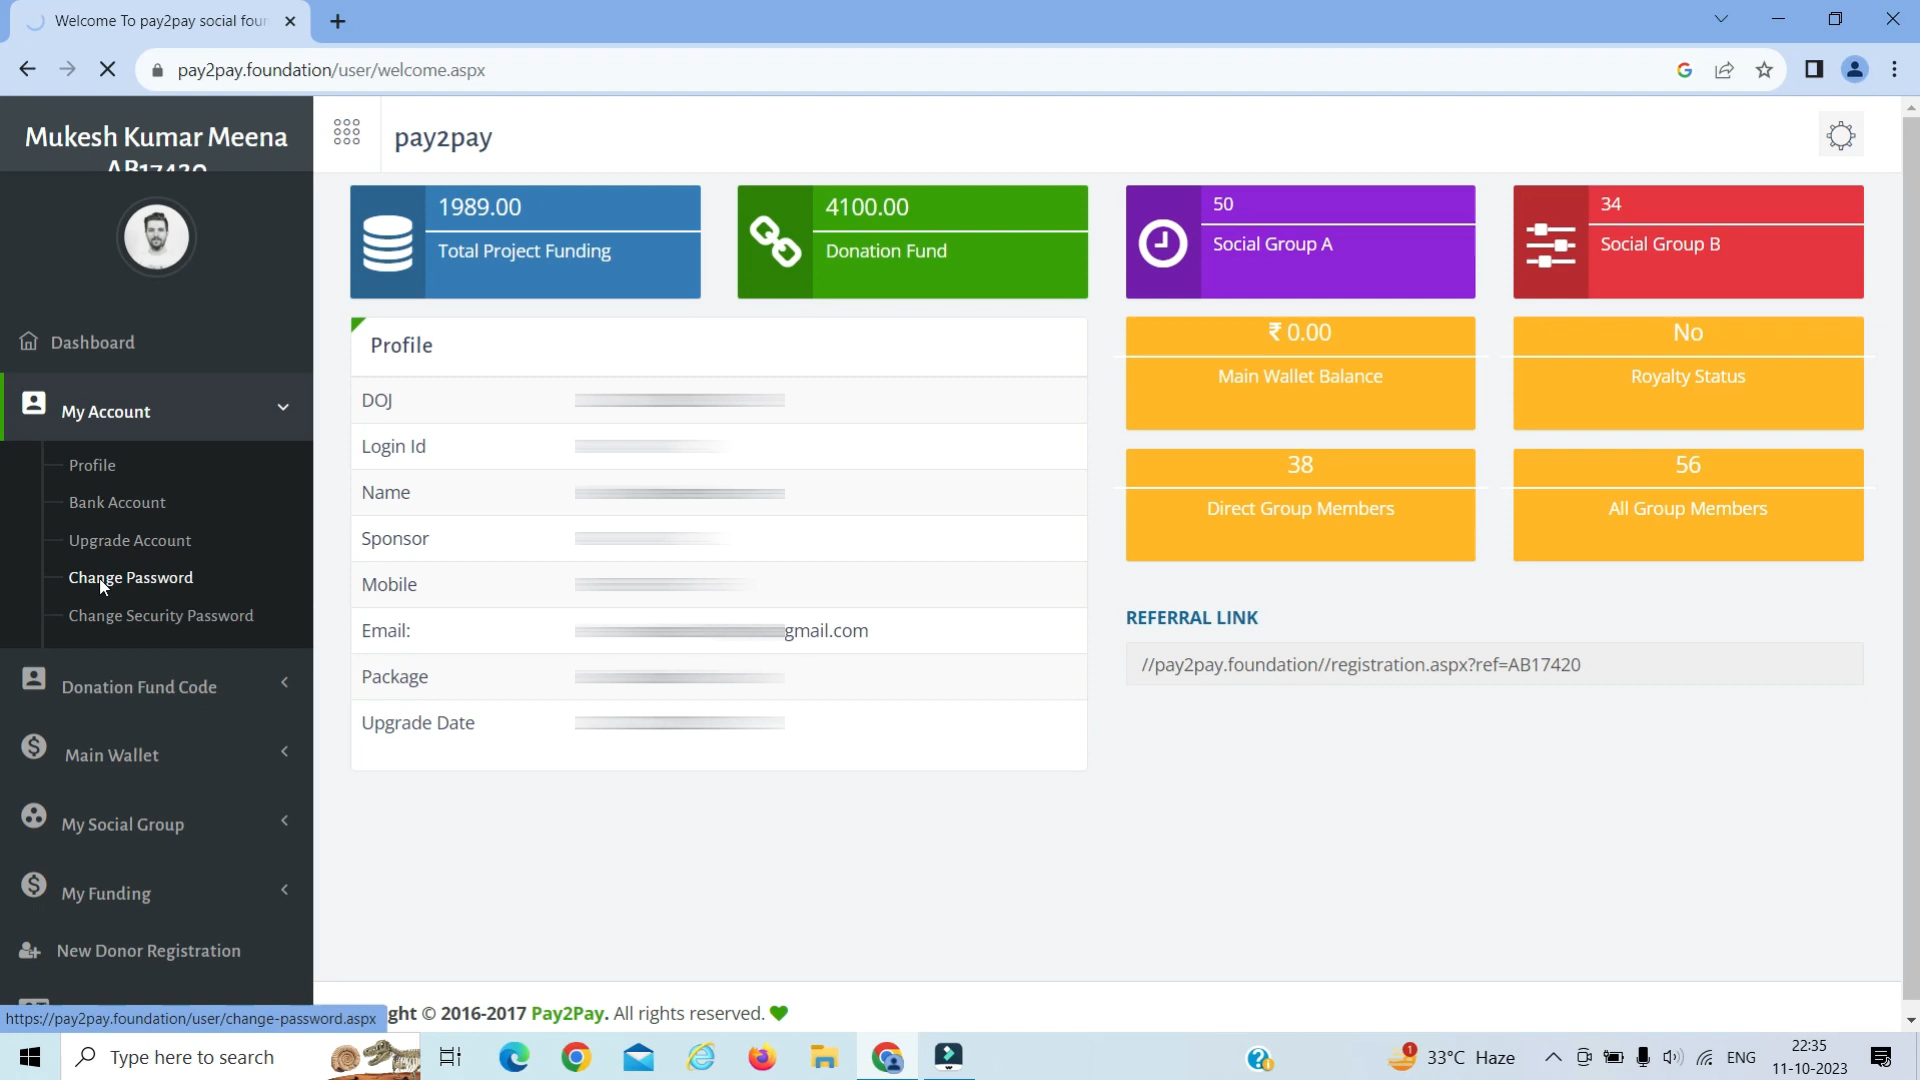 Welcome To pay2pay social foun
pay2pay.foundation/user/welcome.aspx
Mukesh Kumar Meena
AB17420
pay2pay
1989.00
Total Project Funding
4100.00
Donation Fund
50
Social Group A
34
Social Group B
Dashboard
My Account
Profile
Bank Account
Upgrade Account
Change Password
Change Security Password
Donation Fund Code
Main Wallet
My Social Group
My Funding
New Donor Registration
Profile
DOJ
Login Id
Name
Sponsor
Mobile
Email: gmail.com
Package
Upgrade Date
₹ 0.00
Main Wallet Balance
No
Royalty Status
38
Direct Group Members
56
All Group Members
REFERRAL LINK
//pay2pay.foundation//registration.aspx?ref=AB17420
https://pay2pay.foundation/user/change-password.aspx
ght © 2016-2017 Pay2Pay. All rights reserved.
Type here to search
1
33°C Haze
ENG
22:35
11-10-2023